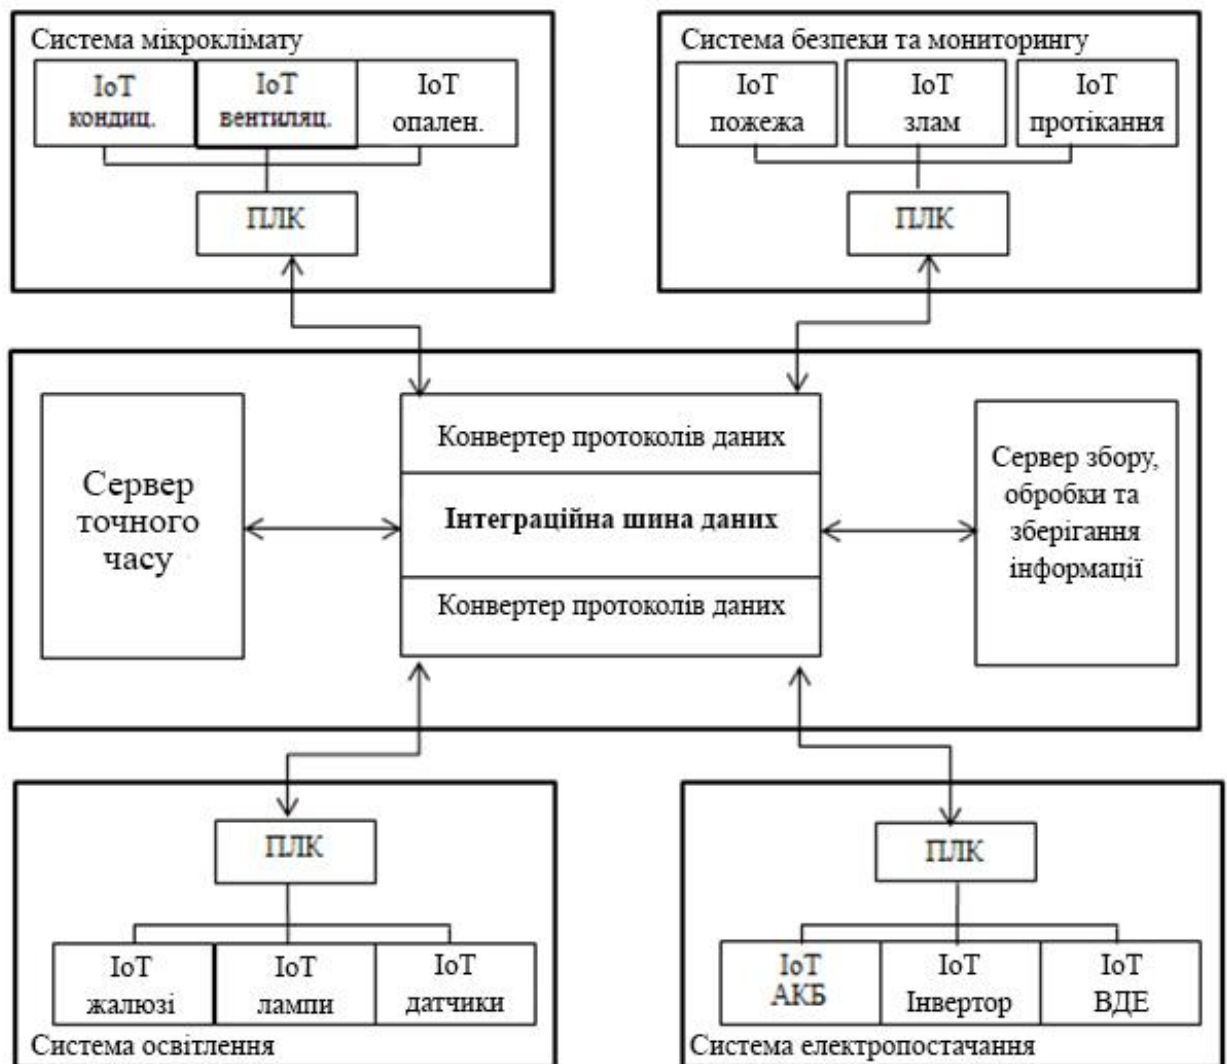 Система мікроклімату
IoT
кондиц.
IoT
вентиляц.
IoT
опален.
ПЛК
Система безпеки та мониторингу
IoT
пожежа
IoT
злам
IoT
протікання
ПЛК
Сервер
точного
часу
Конвертер протоколів даних
Інтеграційна шина даних
Конвертер протоколів даних
Сервер збору,
обробки та
зберігання
інформації
ПЛК
IoT
жалюзі
IoT
лампи
IoT
датчики
Система освітлення
ПЛК
IoT
АКБ
IoT
Інвертор
IoT
ВДЕ
Система електропостачання